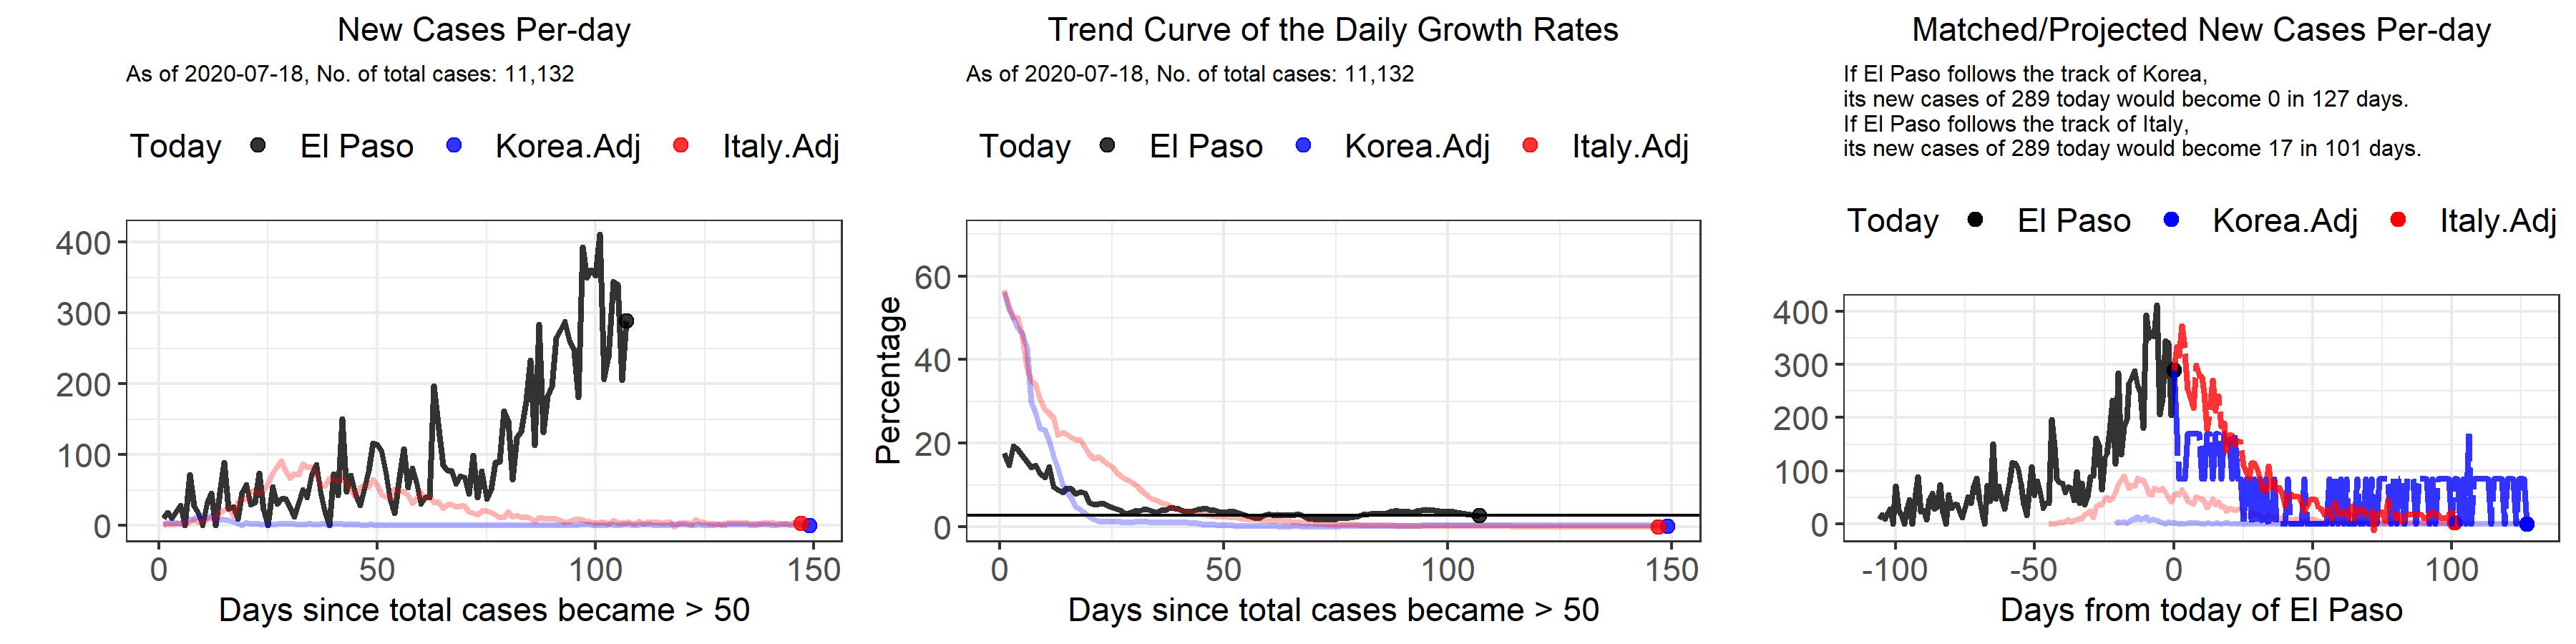 New Cases Per-day
As of 2020-07-18, No. of total cases: 11,132
Today El Paso Korea.Adj Italy.Adj
400
300
200
100
0
0 50 100 150
Days since total cases became > 50
Trend Curve of the Daily Growth Rates
As of 2020-07-18, No. of total cases: 11,132
Today El Paso Korea.Adj Italy.Adj
Percentage
60
40
20
0
0 50 100 150
Days since total cases became > 50
Matched/Projected New Cases Per-day
If El Paso follows the track of Korea,
its new cases of 289 today would become 0 in 127 days.
If El Paso follows the track of Italy,
its new cases of 289 today would become 17 in 101 days.
Today El Paso Korea.Adj Italy.Adj
400
300
200
100
0
-100 -50 0 50 100
Days from today of El Paso